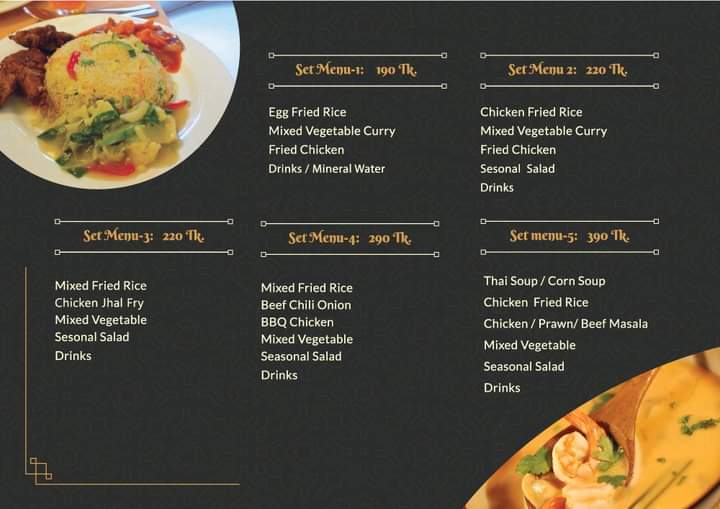 Set Menu-1: 190 Tk.
Egg Fried Rice
Mixed Vegetable Curry
Fried Chicken
Drinks / Mineral Water
Set Menu 2: 220 Tk.
Chicken Fried Rice
Mixed Vegetable Curry
Fried Chicken
Sesonal Salad
Drinks
Set Menu-3: 220 Tk.
Mixed Fried Rice
Chicken Jhal Fry
Mixed Vegetable
Sesonal Salad
Drinks
Set Menu-4: 290 Tk.
Mixed Fried Rice
Beef Chili Onion
BBQ Chicken
Mixed Vegetable
Seasonal Salad
Drinks
Set menu-5: 390 Tk.
Thai Soup / Corn Soup
Chicken Fried Rice
Chicken / Prawn/ Beef Masala
Mixed Vegetable
Seasonal Salad
Drinks